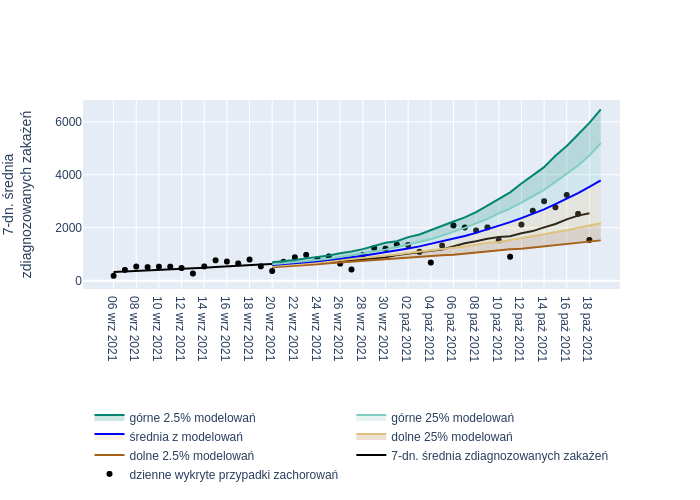 7-dn. średnia
zdiagnozowanych zakażeń
6000
4000
2000
0
06 wrz 2021
08 wrz 2021
10 wrz 2021
12 wrz 2021
14 wrz 2021
16 wrz 2021
18 wrz 2021
20 wrz 2021
22 wrz 2021
24 wrz 2021
26 wrz 2021
28 wrz 2021
30 wrz 2021
02 paź 2021
04 paź 2021
06 paź 2021
08 paź 2021
10 paź 2021
12 paź 2021
14 paź 2021
16 paź 2021
18 paź 2021
górne 2.5% modelowań
górne 25% modelowań
średnia z modelowań
dolne 25% modelowań
dolne 2.5% modelowań
7-dn. średnia zdiagnozowanych zakażeń
dzienne wykryte przypadki zachorowań